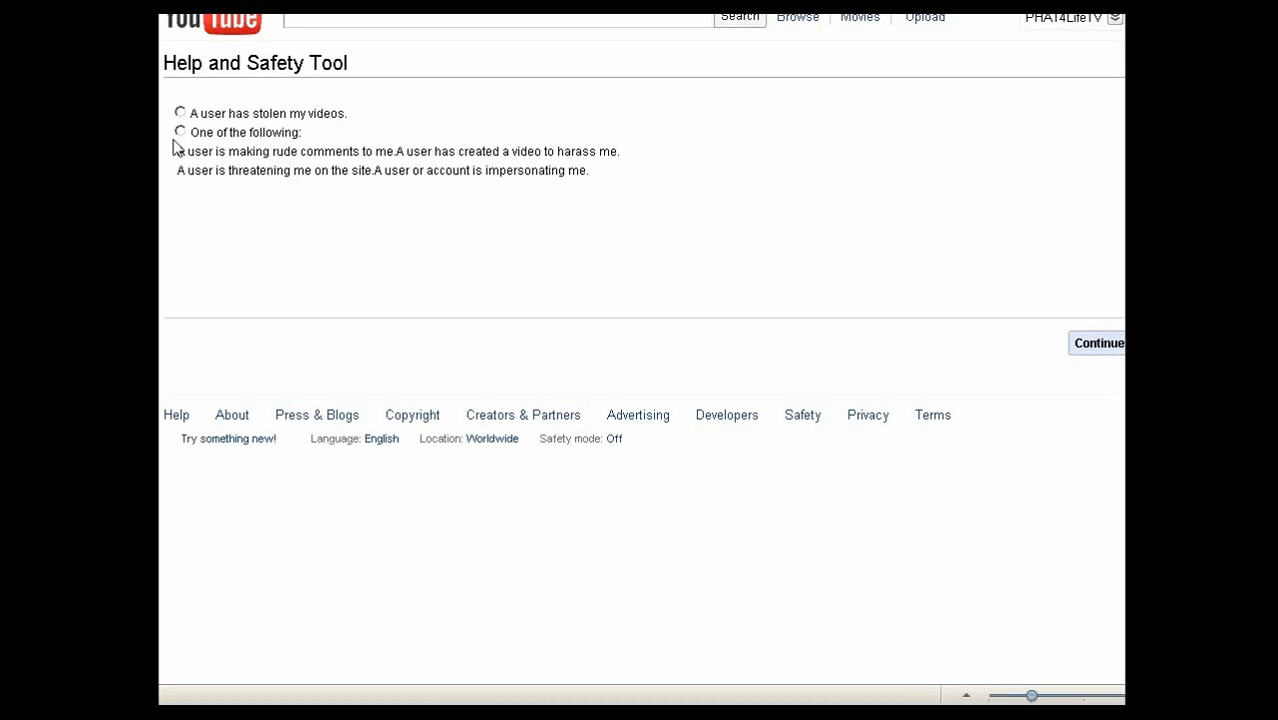 YouTube Search Browse Movies Upload PHAT4LifeTV
Help and Safety Tool
A user has stolen my videos.
One of the following:
user is making rude comments to me.A user has created a video to harass me.
A user is threatening me on the site.A user or account is impersonating me.
Continue
Help About Press & Blogs Copyright Creators & Partners Advertising Developers Safety Privacy Terms
Try something new! Language: English Location: Worldwide Safety mode: Off